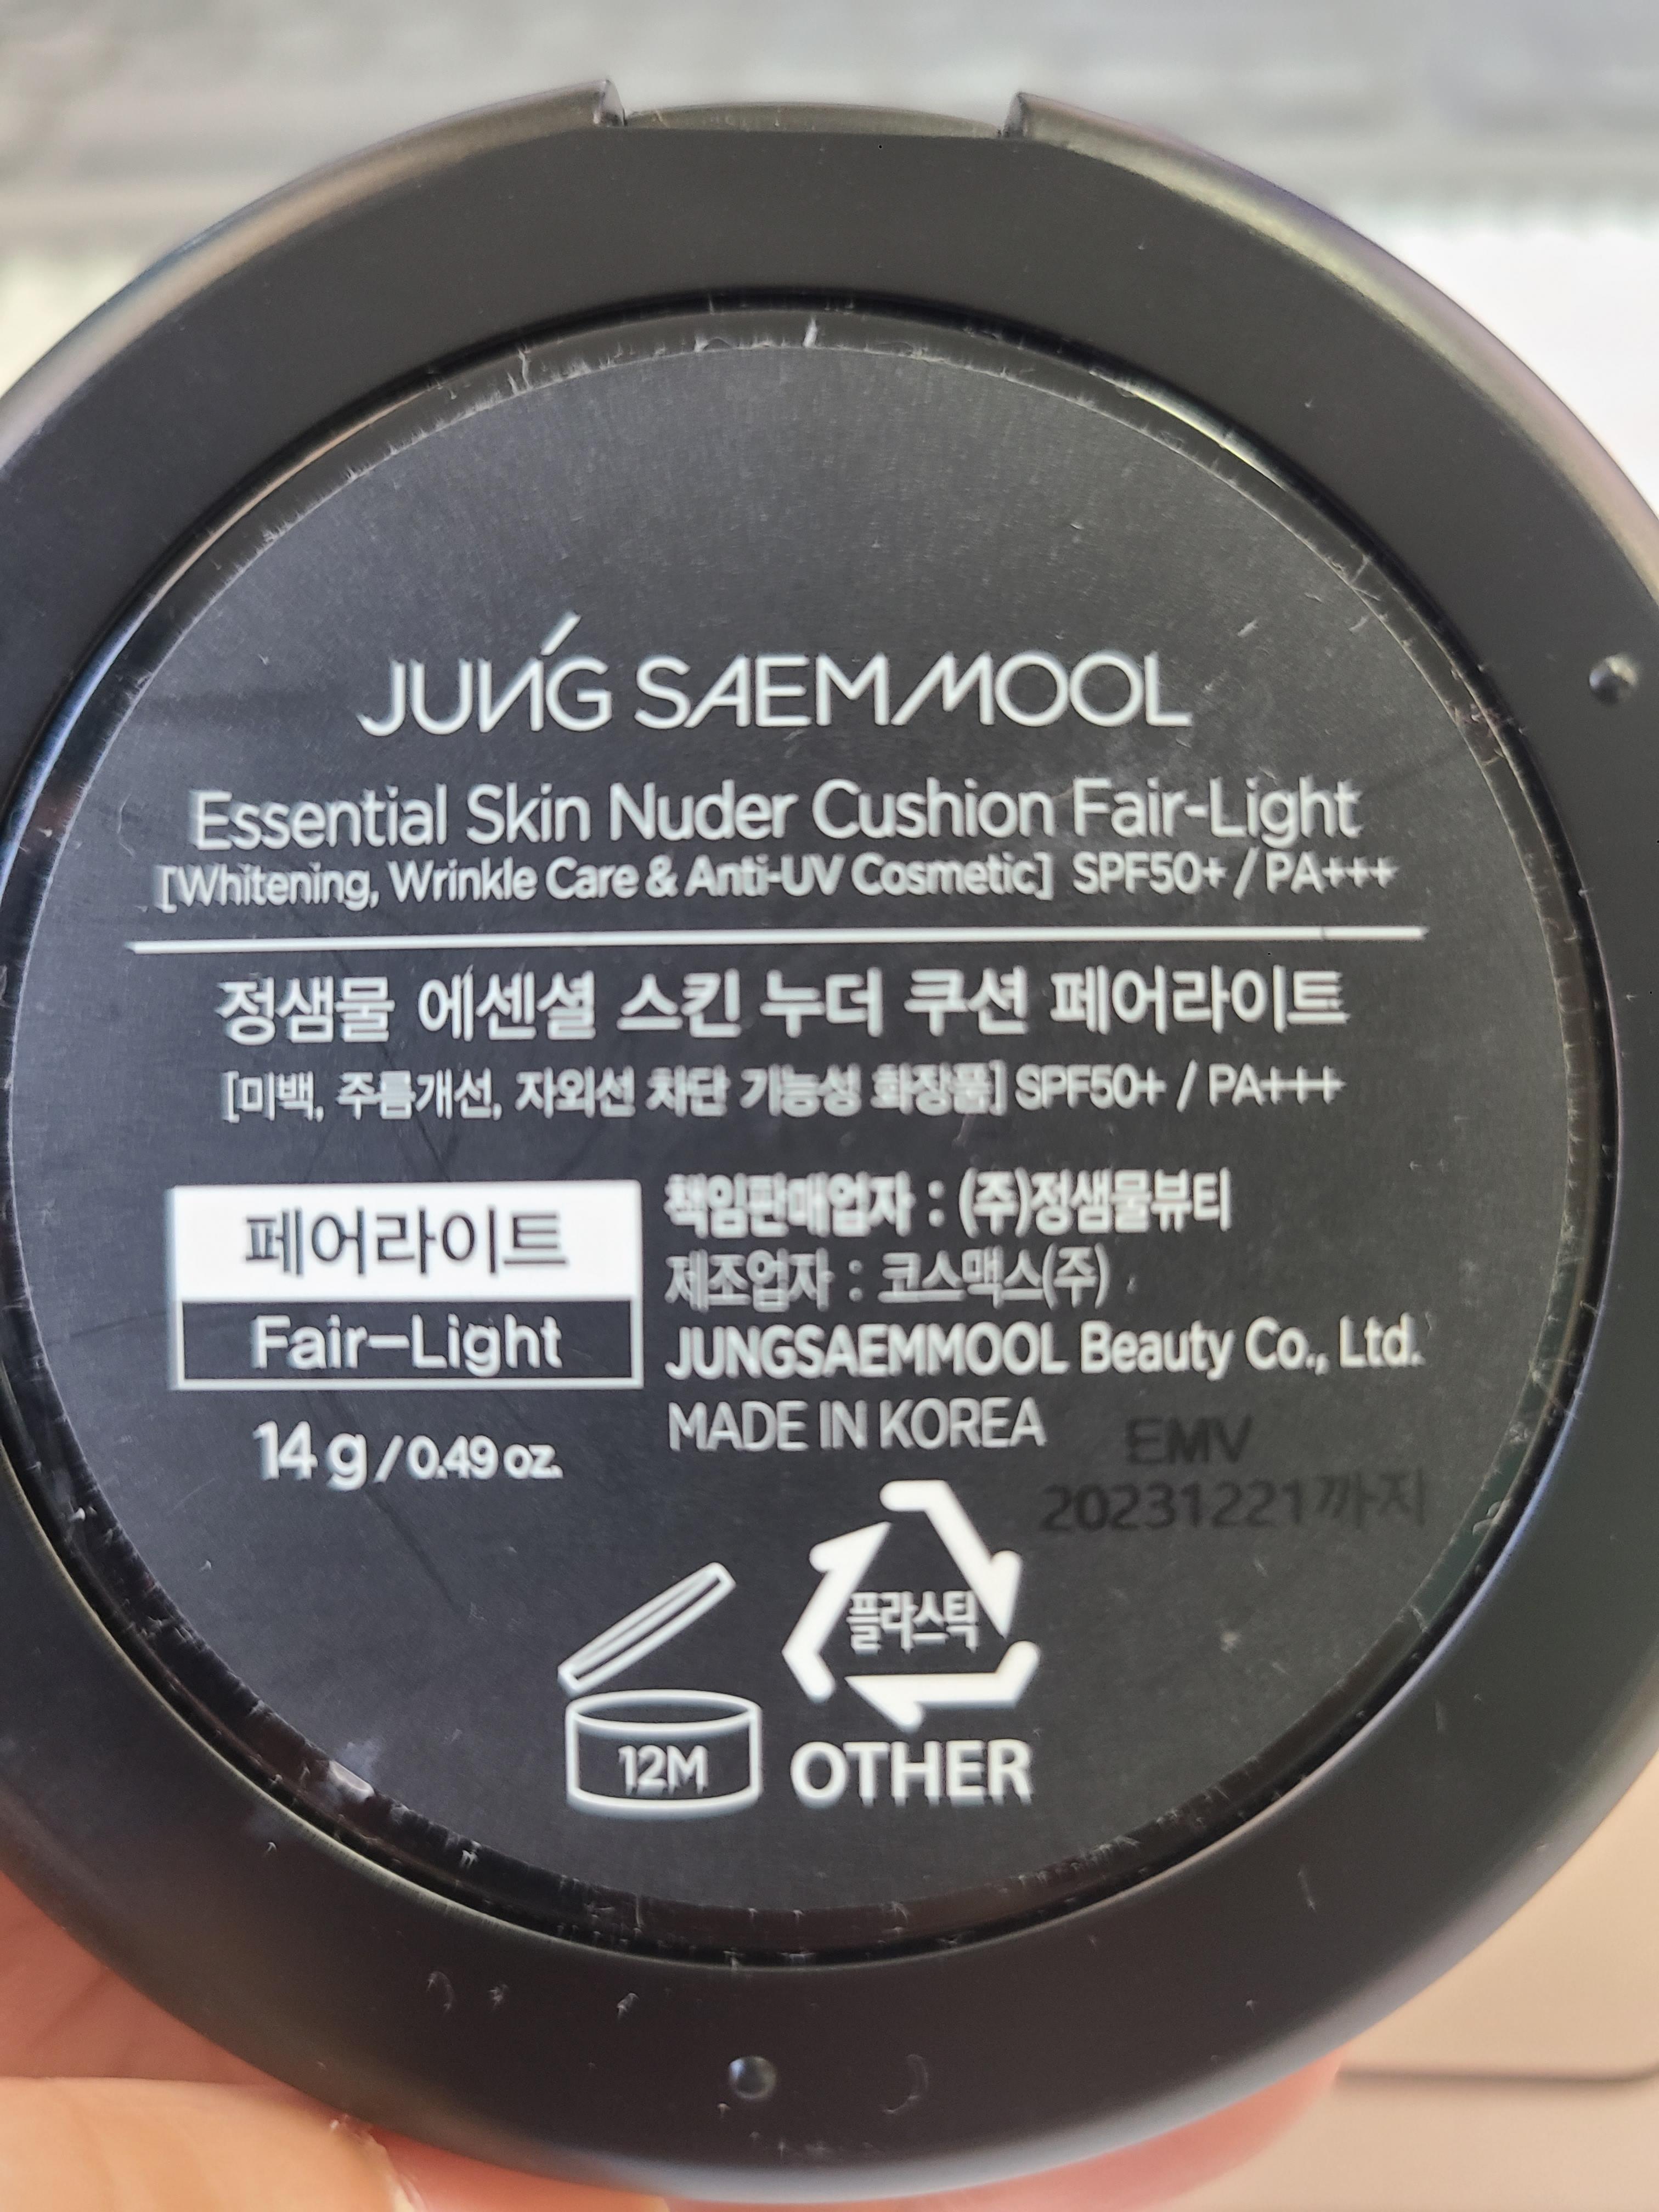 JUNG SAEM MOOL
Essential Skin Nuder Cushion Fair-Light
[Whitening, Wrinkle Care & Anti-UV Cosmetic] SPF50+ / PA+++
정샘물 에센셜 스킨 누더 쿠션 페어라이트
[미백, 주름개선, 자외선 차단 기능성 화장품] SPF50+ / PA+++
페어라이트
Fair-Light
14 g / 0.49 oz.
책임판매업자 : (주)정샘물뷰티
제조업자 : 코스맥스(주)
JUNGSAEMMOOL Beauty Co., Ltd.
MADE IN KOREA
EMV
20231221까지
플라스틱
OTHER
12M